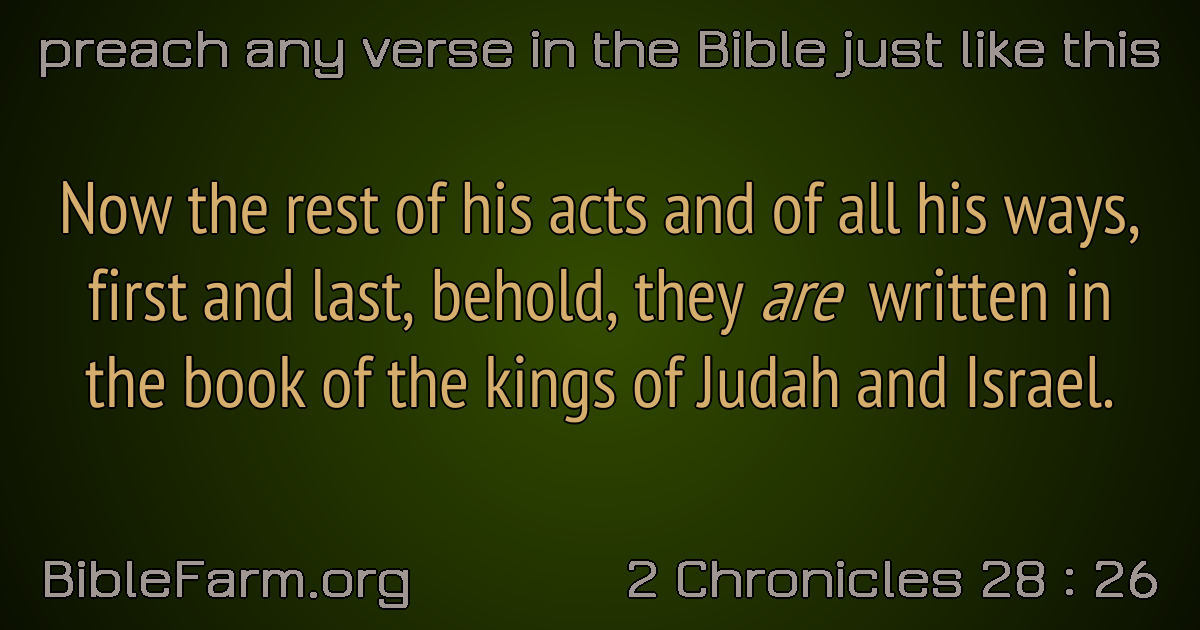 preach any verse in the Bible just like this
Now the rest of his acts and of all his ways,
first and last, behold, they are written in
the book of the kings of Judah and Israel.
BibleFarm.org
2 Chronicles 28 : 26